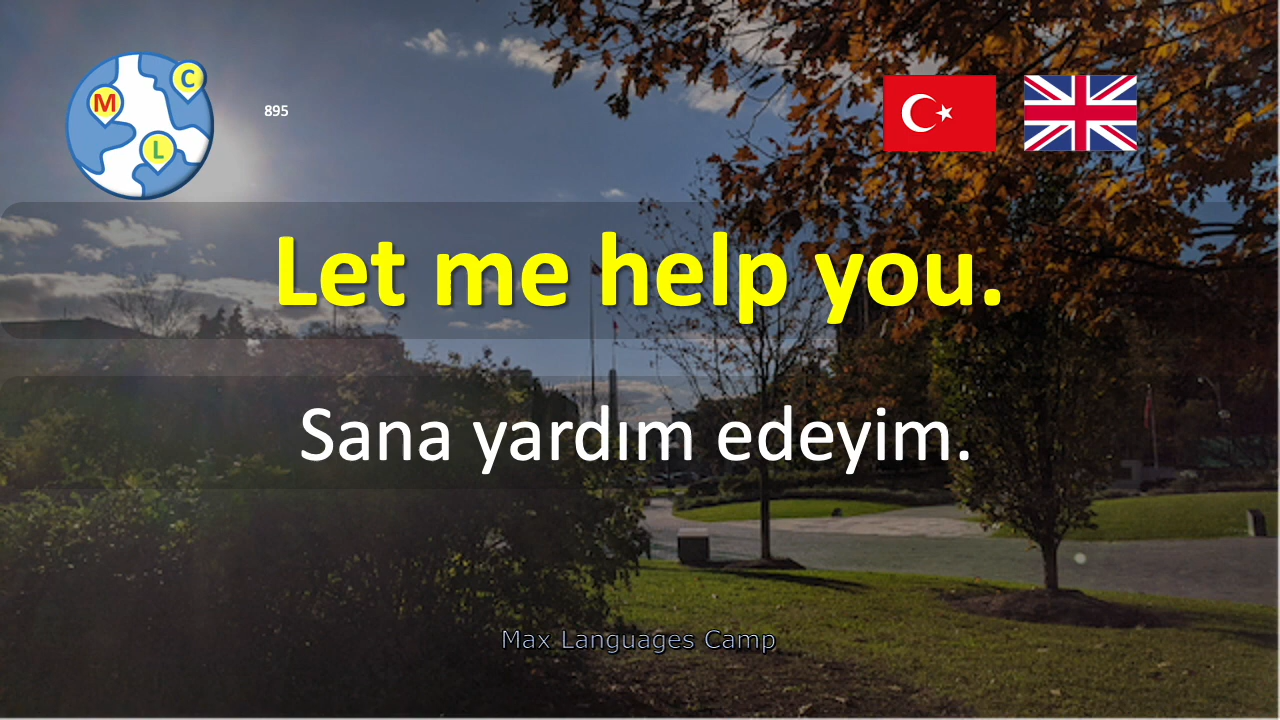 C
M
L
895
Let me help you.
Sana yardım edeyim.
Max Languages Camp